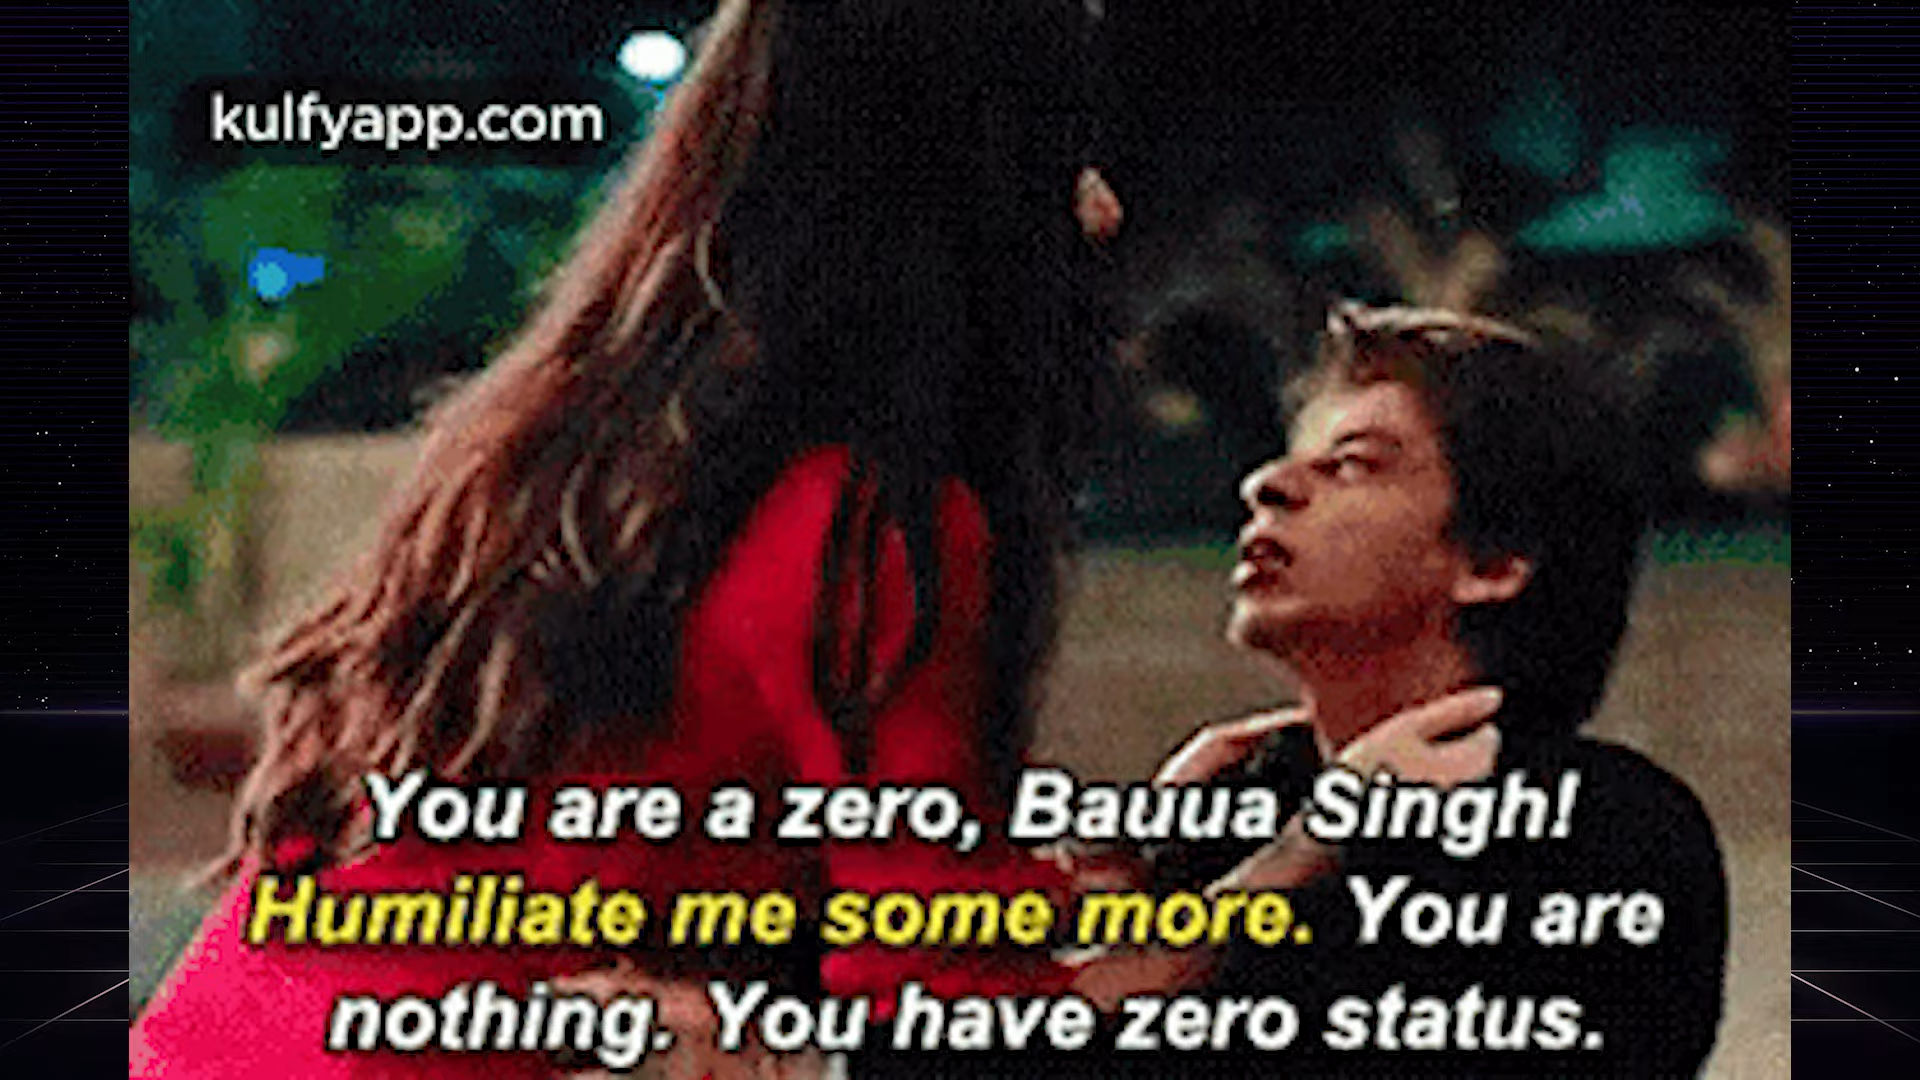 kulfyapp.com
You are a zero, Bauua Singh!
Humiliate me some more. You are
nothing. You have zero status.